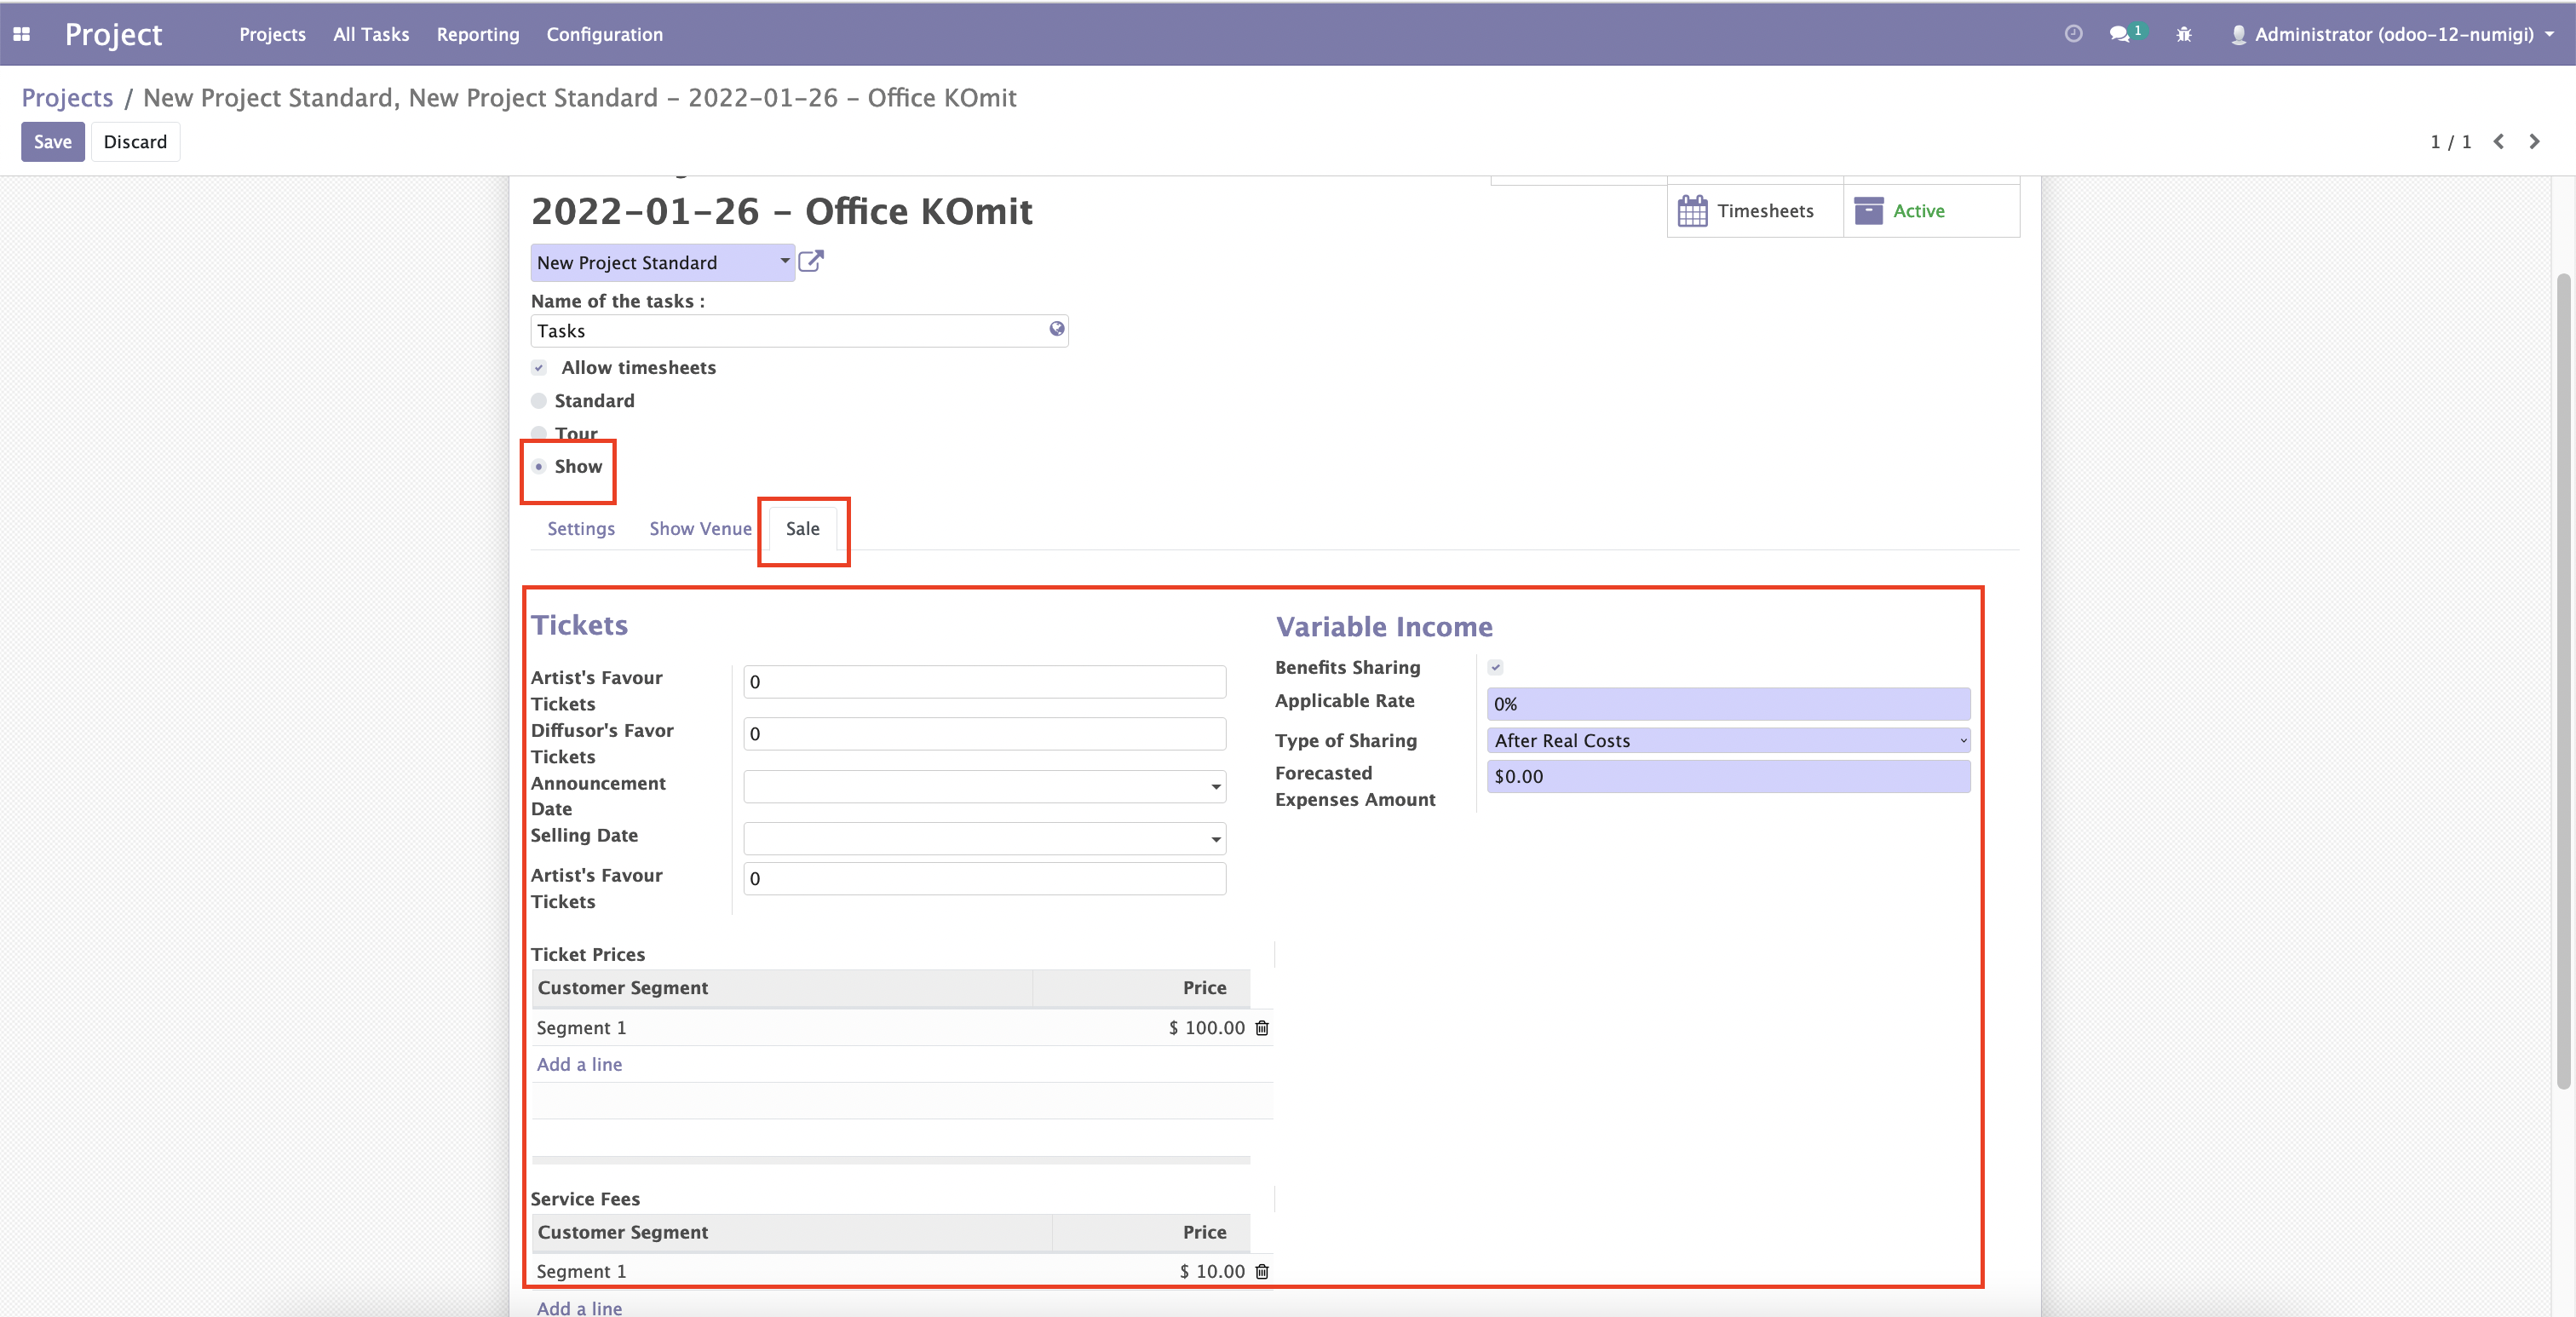 Project Projects All Tasks Reporting Configuration 1 Administrator (odoo-12-numigi)
Projects / New Project Standard, New Project Standard - 2022-01-26 - Office KOmit
Save Discard 1 / 1
2022-01-26 - Office KOmit
Timesheets Active
New Project Standard
Name of the tasks :
Tasks
Allow timesheets
Standard
Tour
Show
Settings Show Venue Sale
Tickets
Artist's Favour Tickets 0
Diffusor's Favor Tickets 0
Announcement Date
Selling Date
Artist's Favour Tickets 0
Variable Income
Benefits Sharing
Applicable Rate 0%
Type of Sharing After Real Costs
Forecasted Expenses Amount $0.00
Ticket Prices
Customer Segment Price
Segment 1 $ 100.00
Add a line
Service Fees
Customer Segment Price
Segment 1 $ 10.00
Add a line